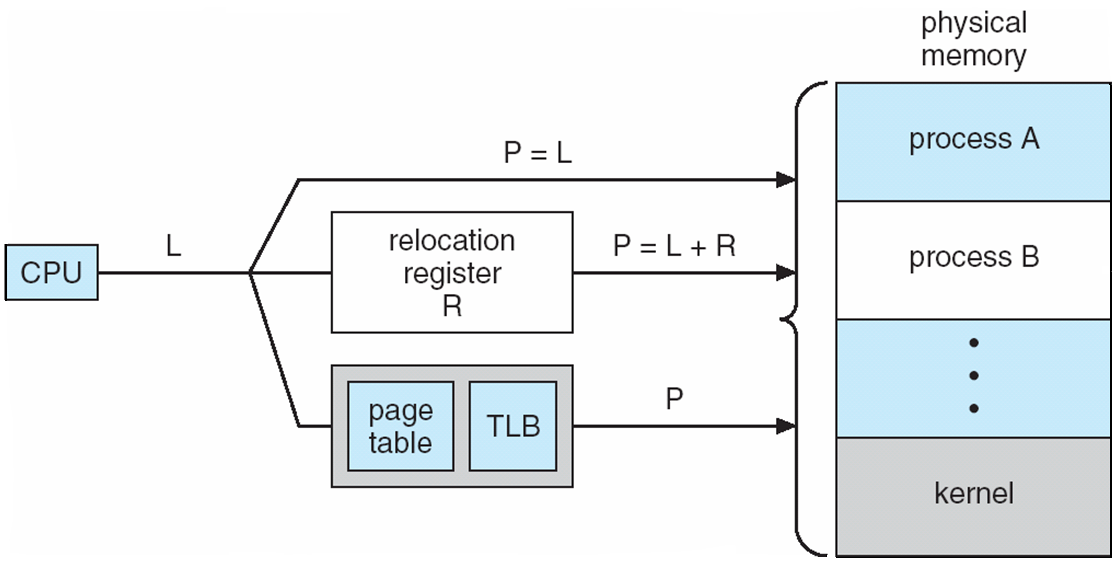 physical
memory
process A
P = L
relocation
register
R
P = L + R
process B
L
CPU
page
table
TLB
P
kernel